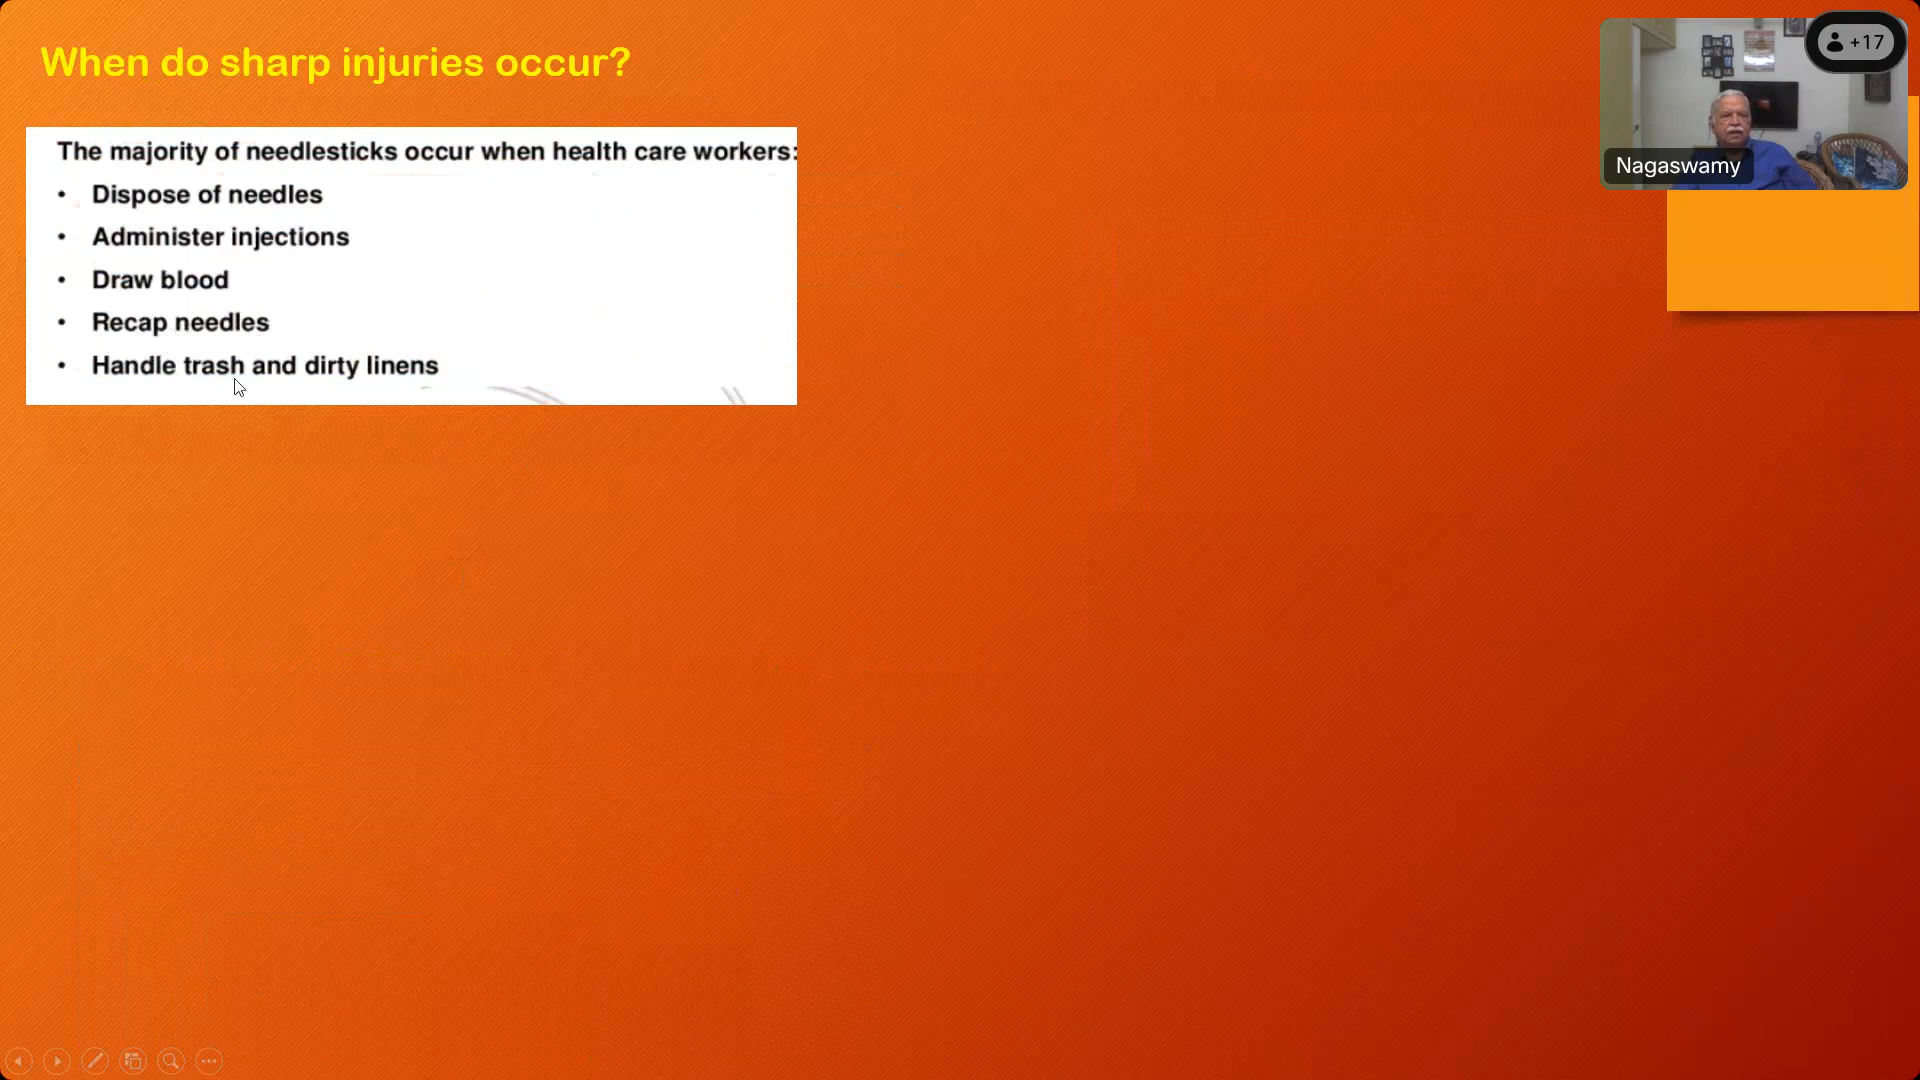 When do sharp injuries occur?
The majority of needlesticks occur when health care workers:
• Dispose of needles
• Administer injections
• Draw blood
• Recap needles
• Handle trash and dirty linens
+17
Nagaswamy